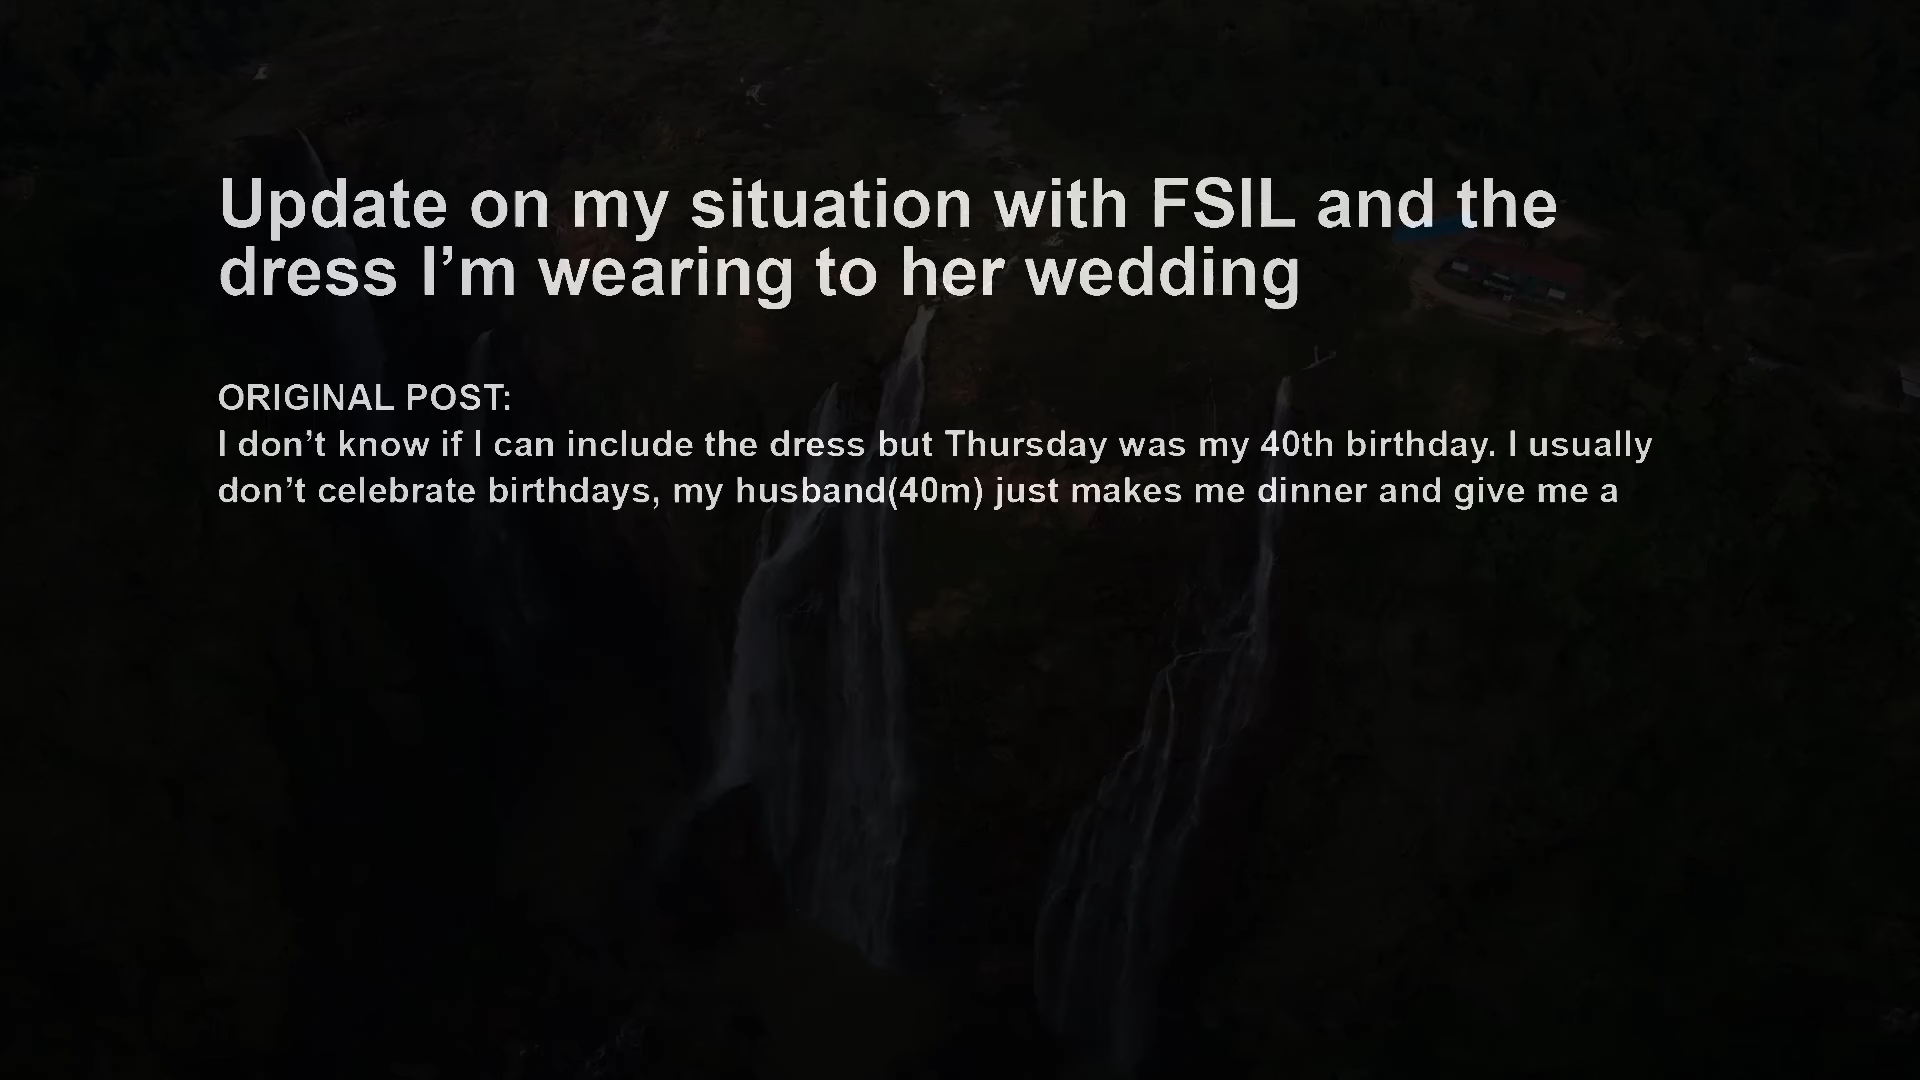 Update on my situation with FSIL and the
dress I’m wearing to her wedding
ORIGINAL POST:
I don’t know if I can include the dress but Thursday was my 40th birthday. I usually
don’t celebrate birthdays, my husband(40m) just makes me dinner and give me a